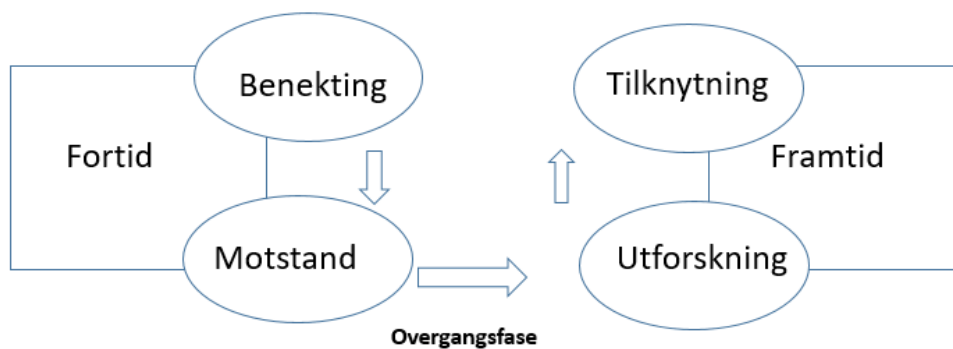 Benekting
Tilknytning
Fortid
Framtid
Motstand
Utforskning
Overgangsfase